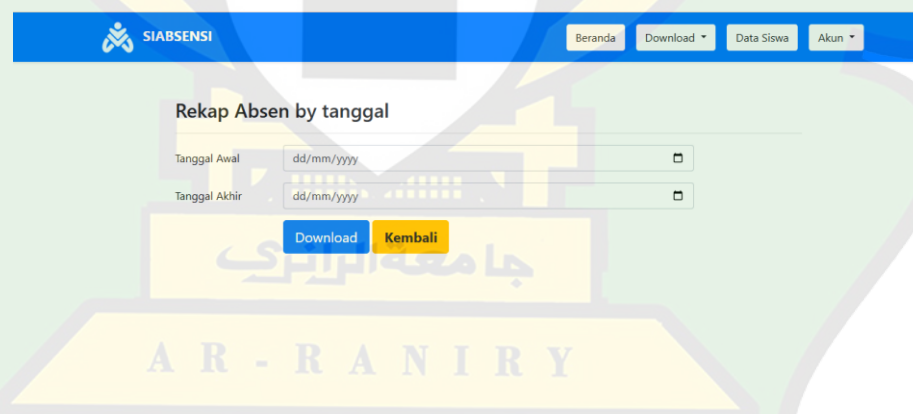 SIABSENSI
Beranda Download Data Siswa Akun
Rekap Absen by tanggal
Tanggal Awal dd/mm/yyyy
Tanggal Akhir dd/mm/yyyy
Download Kembali
جامعة الرانري
AR-RANIRY